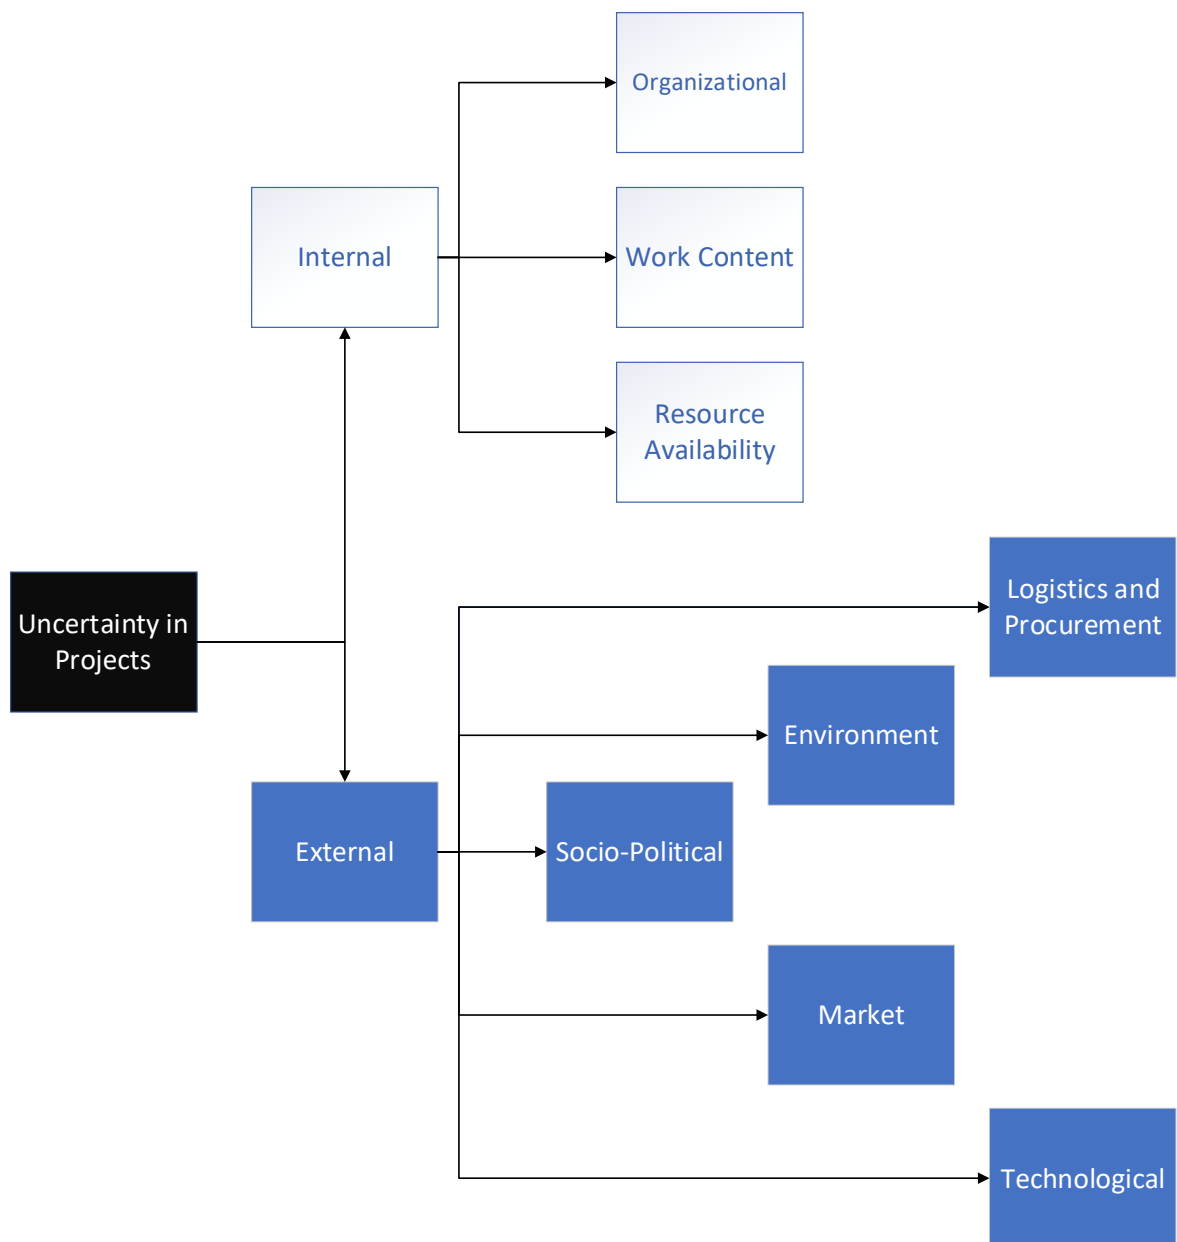 Organizational
Internal
Work Content
Resource
Availability
Uncertainty in
Projects
Logistics and
Procurement
Environment
External
Socio-Political
Market
Technological